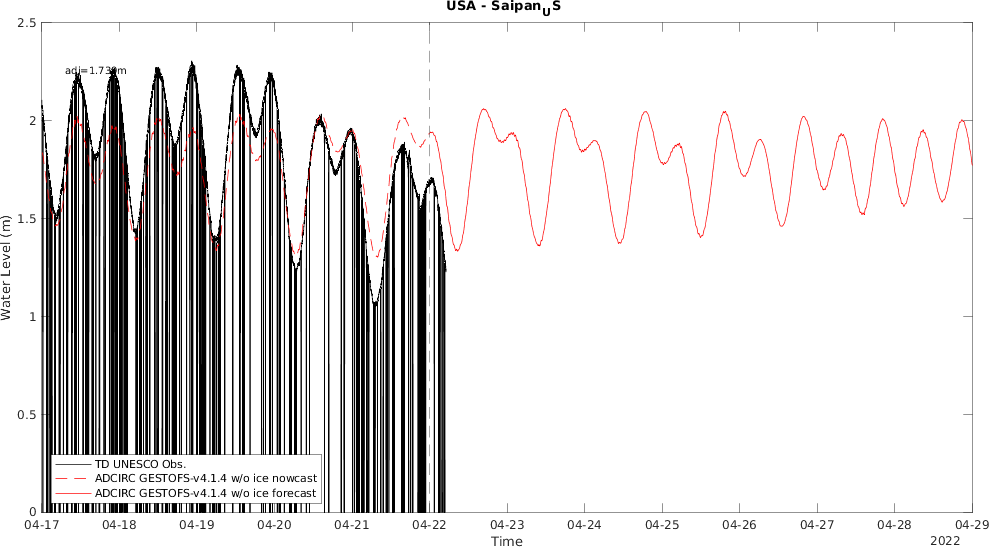 USA - SaipanUS
2.5
2
1.5
1
0.5
0
Water Level (m)
adj=1.739m
TD UNESCO Obs.
ADCIRC GESTOFS-v4.1.4 w/o ice nowcast
ADCIRC GESTOFS-v4.1.4 w/o ice forecast
04-17 04-18 04-19 04-20 04-21 04-22 04-23 04-24 04-25 04-26 04-27 04-28 04-29
Time
2022